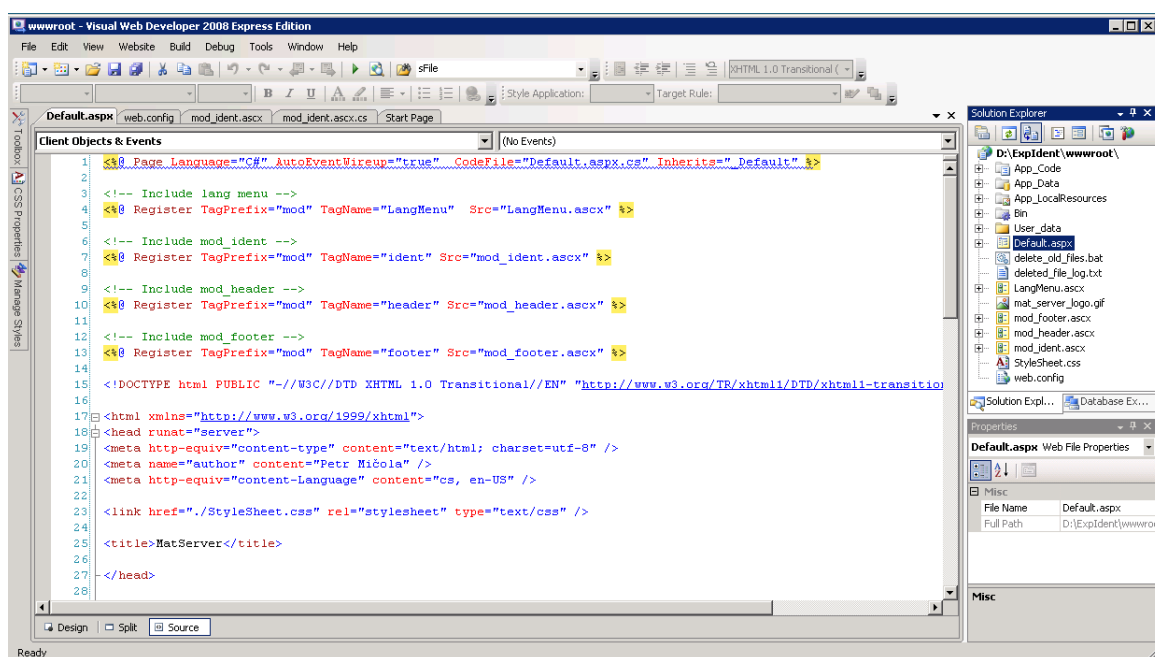 wwwroot - Visual Web Developer 2008 Express Edition
File Edit View Website Build Debug Tools Window Help
sFile XHTML 1.0 Transitional (
B I U A Style Application: Target Rule:
Toolbox
CSS Properties
Manage Styles
Default.aspx web.config mod_ident.ascx mod_ident.ascx.cs Start Page
Client Objects & Events (No Events)
1 <%@ Page Language="C#" AutoEventWireup="true" CodeFile="Default.aspx.cs" Inherits="_Default" %>
2
3 <!-- Include lang menu -->
4 <%@ Register TagPrefix="mod" TagName="LangMenu" Src="LangMenu.ascx" %>
5
6 <!-- Include mod_ident -->
7 <%@ Register TagPrefix="mod" TagName="ident" Src="mod_ident.ascx" %>
8
9 <!-- Include mod_header -->
10 <%@ Register TagPrefix="mod" TagName="header" Src="mod_header.ascx" %>
11
12 <!-- Include mod_footer -->
13 <%@ Register TagPrefix="mod" TagName="footer" Src="mod_footer.ascx" %>
14
15 <!DOCTYPE html PUBLIC "-//W3C//DTD XHTML 1.0 Transitional//EN" "http://www.w3.org/TR/xhtml1/DTD/xhtml1-transitio
16
17 <html xmlns="http://www.w3.org/1999/xhtml">
18 <head runat="server">
19 <meta http-equiv="content-type" content="text/html; charset=utf-8" />
20 <meta name="author" content="Petr Mičola" />
21 <meta http-equiv="content-Language" content="cs, en-US" />
22
23 <link href="./StyleSheet.css" rel="stylesheet" type="text/css" />
24
25 <title>MatServer</title>
26
27 </head>
28
Design Split Source
Ready
Solution Explorer
D:\ExpIdent\wwwroot\
App_Code
App_Data
App_LocalResources
Bin
User_data
Default.aspx
delete_old_files.bat
deleted_file_log.txt
LangMenu.ascx
mat_server_logo.gif
mod_footer.ascx
mod_header.ascx
mod_ident.ascx
StyleSheet.css
web.config
Solution Expl... Database Ex...
Properties
Default.aspx Web File Properties
Misc
File Name Default.aspx
Full Path D:\ExpIdent\wwwro
Misc